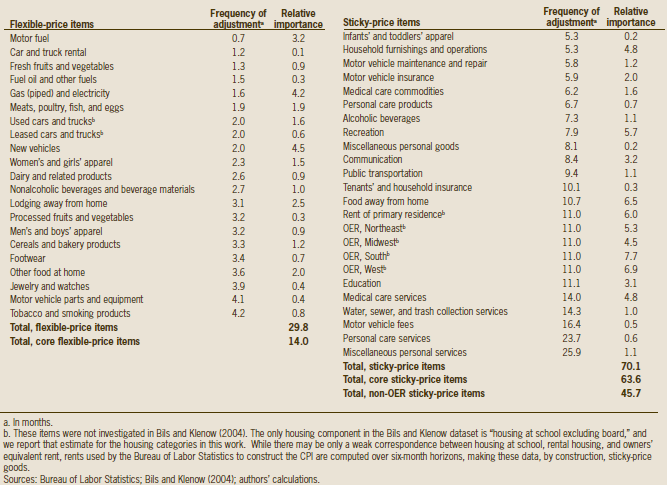 Flexible-price items Frequency of adjustmentᵃ Relative importance
Motor fuel 0.7 3.2
Car and truck rental 1.2 0.1
Fresh fruits and vegetables 1.3 0.9
Fuel oil and other fuels 1.5 0.3
Gas (piped) and electricity 1.6 4.2
Meats, poultry, fish, and eggs 1.9 1.9
Used cars and trucksᵇ 2.0 1.6
Leased cars and trucksᵇ 2.0 0.6
New vehicles 2.0 4.5
Women's and girls' apparel 2.3 1.5
Dairy and related products 2.6 0.9
Nonalcoholic beverages and beverage materials 2.7 1.0
Lodging away from home 3.1 2.5
Processed fruits and vegetables 3.2 0.3
Men's and boys' apparel 3.2 0.9
Cereals and bakery products 3.3 1.2
Footwear 3.4 0.7
Other food at home 3.6 2.0
Jewelry and watches 3.9 0.4
Motor vehicle parts and equipment 4.1 0.4
Tobacco and smoking products 4.2 0.8
Total, flexible-price items 29.8
Total, core flexible-price items 14.0
Sticky-price items Frequency of adjustmentᵃ Relative importance
Infants' and toddlers' apparel 5.3 0.2
Household furnishings and operations 5.3 4.8
Motor vehicle maintenance and repair 5.8 1.2
Motor vehicle insurance 5.9 2.0
Medical care commodities 6.2 1.6
Personal care products 6.7 0.7
Alcoholic beverages 7.3 1.1
Recreation 7.9 5.7
Miscellaneous personal goods 8.1 0.2
Communication 8.4 3.2
Public transportation 9.4 1.1
Tenants' and household insurance 10.1 0.3
Food away from home 10.7 6.5
Rent of primary residenceᵇ 11.0 6.0
OER, Northeastᵇ 11.0 5.3
OER, Midwestᵇ 11.0 4.5
OER, Southᵇ 11.0 7.7
OER, Westᵇ 11.0 6.9
Education 11.1 3.1
Medical care services 14.0 4.8
Water, sewer, and trash collection services 14.3 1.0
Motor vehicle fees 16.4 0.5
Personal care services 23.7 0.6
Miscellaneous personal services 25.9 1.1
Total, sticky-price items 70.1
Total, core sticky-price items 63.6
Total, non-OER sticky-price items 45.7
a. In months.
b. These items were not investigated in Bils and Klenow (2004). The only housing component in the Bils and Klenow dataset is "housing at school excluding board," and
we report that estimate for the housing categories in this work. While there may be only a weak correspondence between housing at school, rental housing, and owners'
equivalent rent, rents used by the Bureau of Labor Statistics to construct the CPI are computed over six-month horizons, making these data, by construction, sticky-price
goods.
Sources: Bureau of Labor Statistics; Bils and Klenow (2004); authors' calculations.